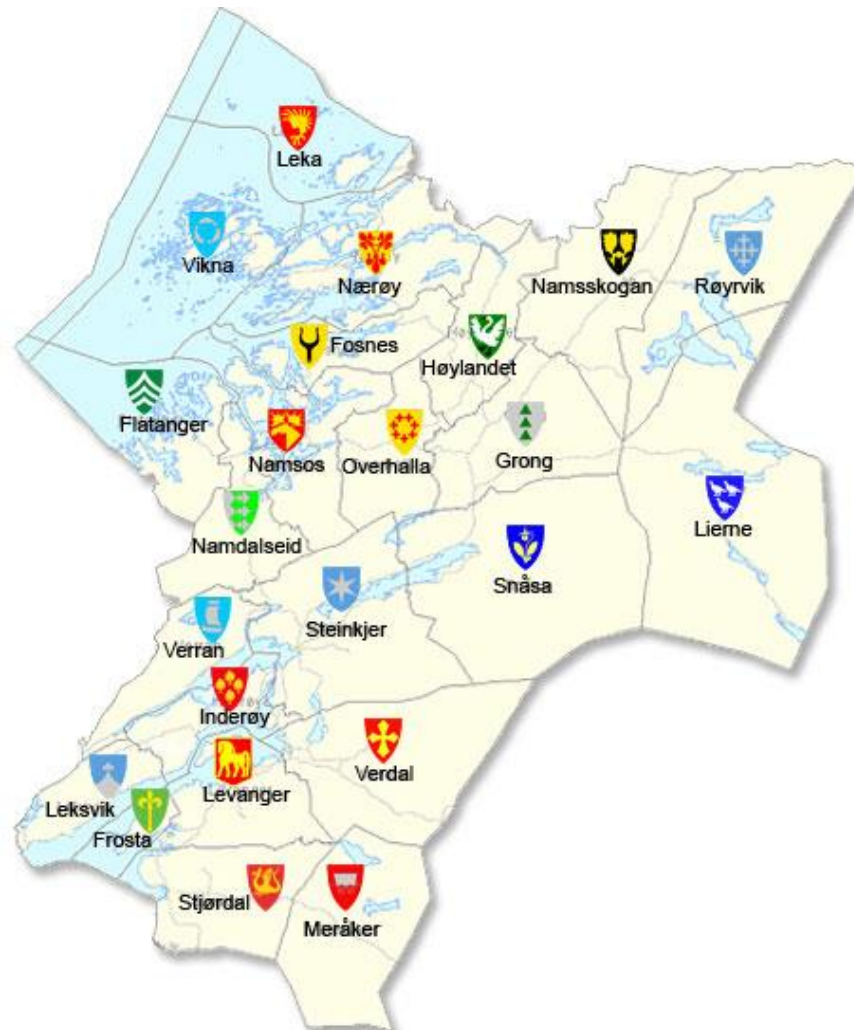 Leka
Vikna
Nærøy
Namsskogan
Røyrvik
Fosnes
Høylandet
Flatanger
Namsos
Overhalla
Grong
Lierne
Namdalseid
Snåsa
Steinkjer
Verran
Inderøy
Verdal
Levanger
Leksvik
Frosta
Stjørdal
Meråker